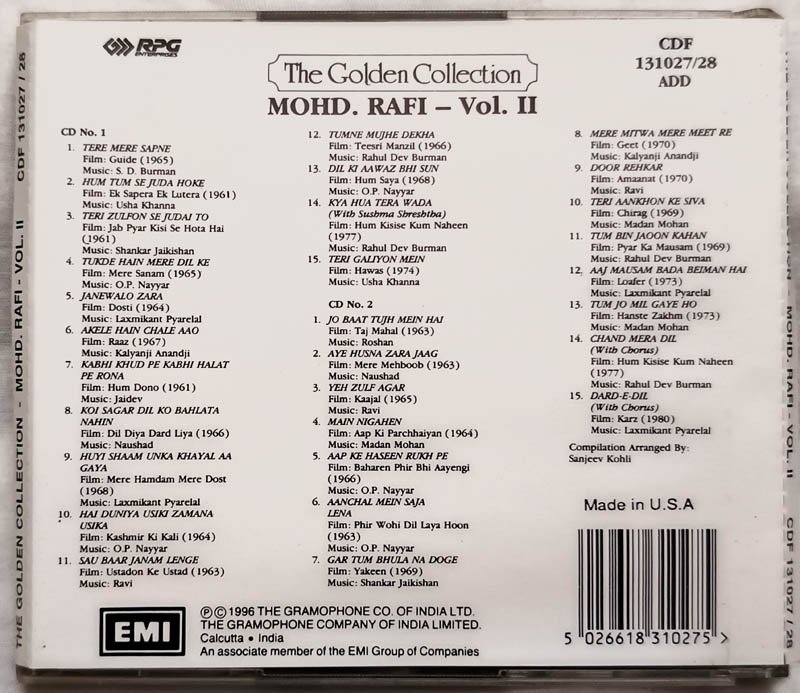 RPG
ENTERPRISES
The Golden Collection
MOHD. RAFI – Vol. II
CDF
131027/28
ADD
CD No. 1
1. TERE MERE SAPNE
Film: Guide (1965)
Music: S. D. Burman
2. HUM TUM SE JUDA HOKE
Film: Ek Sapera Ek Lutera (1961)
Music: Usha Khanna
3. TERI ZULFON SE JUDAI TO
Film: Jab Pyar Kisi Se Hota Hai
(1961)
Music: Shankar Jaikishan
4. TUKDE HAIN MERE DIL KE
Film: Mere Sanam (1965)
Music: O.P. Nayyar
5. JANEWALO ZARA
Film: Dosti (1964)
Music: Laxmikant Pyarelal
6. AKELE HAIN CHALE AAO
Film: Raaz (1967)
Music: Kalyanji Anandji
7. KABHI KHUD PE KABHI HALAT
PE RONA
Film: Hum Dono (1961)
Music: Jaidev
8. KOI SAGAR DIL KO BAHLATA
NAHIN
Film: Dil Diya Dard Liya (1966)
Music: Naushad
9. HUYI SHAAM UNKA KHAYAL AA
GAYA
Film: Mere Hamdam Mere Dost
(1968)
Music: Laxmikant Pyarelal
10. HAI DUNIYA USIKI ZAMANA
USIKA
Film: Kashmir Ki Kali (1964)
Music: O.P. Nayyar
11. SAU BAAR JANAM LENGE
Film: Ustadon Ke Ustad (1963)
Music: Ravi
12. TUMNE MUJHE DEKHA
Film: Teesri Manzil (1966)
Music: Rahul Dev Burman
13. DIL KI AAWAZ BHI SUN
Film: Hum Saya (1968)
Music: O.P. Nayyar
14. KYA HUA TERA WADA
(With Sushma Shreshtha)
Film: Hum Kisise Kum Naheen
(1977)
Music: Rahul Dev Burman
15. TERI GALIYON MEIN
Film: Hawas (1974)
Music: Usha Khanna
CD No. 2
1. JO BAAT TUJH MEIN HAI
Film: Taj Mahal (1963)
Music: Roshan
2. AYE HUSNA ZARA JAAG
Film: Mere Mehboob (1963)
Music: Naushad
3. YEH ZULF AGAR
Film: Kaajal (1965)
Music: Ravi
4. MAIN NIGAHEN
Film: Aap Ki Parchhaiyan (1964)
Music: Madan Mohan
5. AAP KE HASEEN RUKH PE
Film: Baharen Phir Bhi Aayengi
(1966)
Music: O.P. Nayyar
6. AANCHAL MEIN SAJA
LENA
Film: Phir Wohi Dil Laya Hoon
(1963)
Music: O.P. Nayyar
7. GAR TUM BHULA NA DOGE
Film: Yakeen (1969)
Music: Shankar Jaikishan
8. MERE MITWA MERE MEET RE
Film: Geet (1970)
Music: Kalyanji Anandji
9. DOOR REHKAR
Film: Amaanat (1970)
Music: Ravi
10. TERI AANKHON KE SIVA
Film: Chirag (1969)
Music: Madan Mohan
11. TUM BIN JAOON KAHAN
Film: Pyar Ka Mausam (1969)
Music: Rahul Dev Burman
12. AAJ MAUSAM BADA BEIMAN HAI
Film: Loafer (1973)
Music: Laxmikant Pyarelal
13. TUM JO MIL GAYE HO
Film: Hanste Zakhm (1973)
Music: Madan Mohan
14. CHAND MERA DIL
(With Chorus)
Film: Hum Kisise Kum Naheen
(1977)
Music: Rahul Dev Burman
15. DARD-E-DIL
(With Chorus)
Film: Karz (1980)
Music: Laxmikant Pyarelal
Compilation Arranged By:
Sanjeev Kohli
Made in U.S.A
5 026618 310275 >
EMI
Ⓟ © 1996 THE GRAMOPHONE CO. OF INDIA LTD.
THE GRAMOPHONE COMPANY OF INDIA LIMITED.
Calcutta • India
An associate member of the EMI Group of Companies
THE GOLDEN COLLECTION - MOHD. RAFI - VOL. II CDF 131027 / 28
THE GOLDEN COLLECTION - MOHD. RAFI - VOL. II CDF 131027 / 28